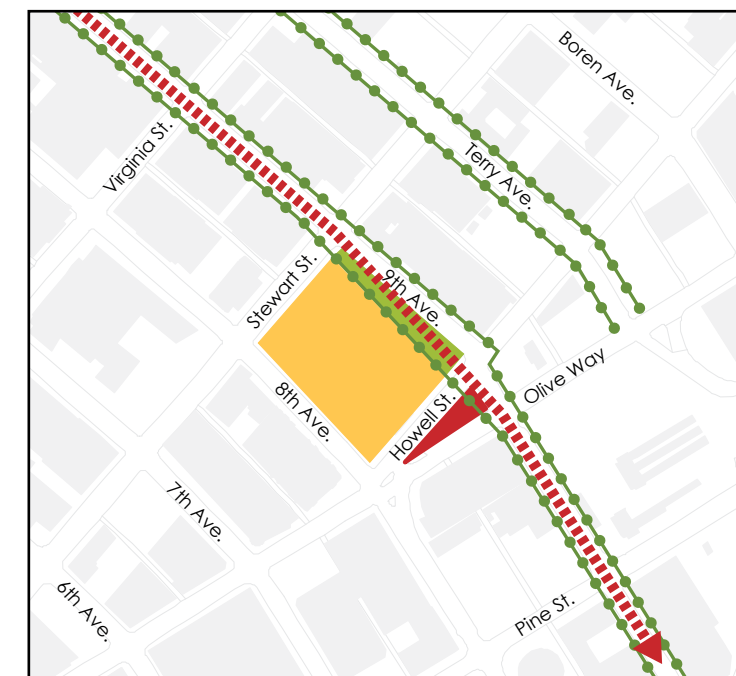 Boren Ave.
Virginia St.
Terry Ave.
Stewart St.
9th Ave.
Olive Way
8th Ave.
Howell St.
7th Ave.
6th Ave.
Pine St.